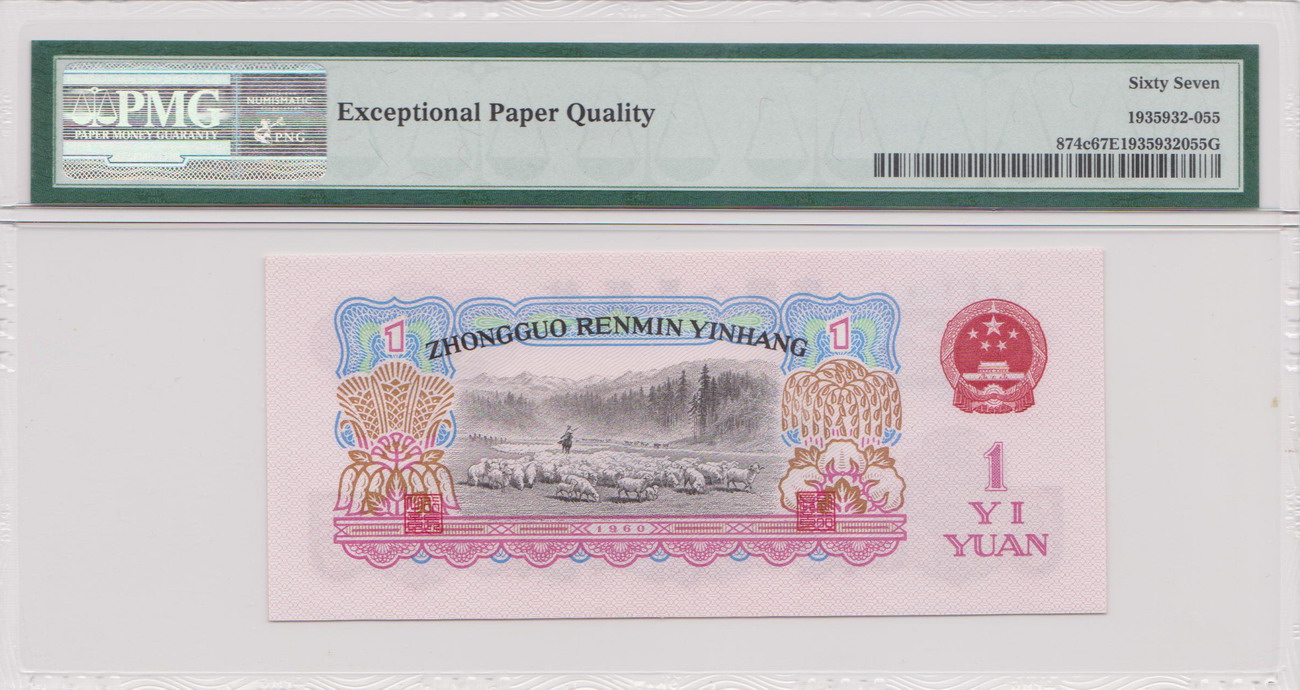 PMG
PAPER MONEY GUARANTY
NUMISMATIC
PNG
Exceptional Paper Quality
Sixty Seven
1935932-055
874c67E1935932055G
ZHONGGUO RENMIN YINHANG
1
1
1960
1
YI
YUAN